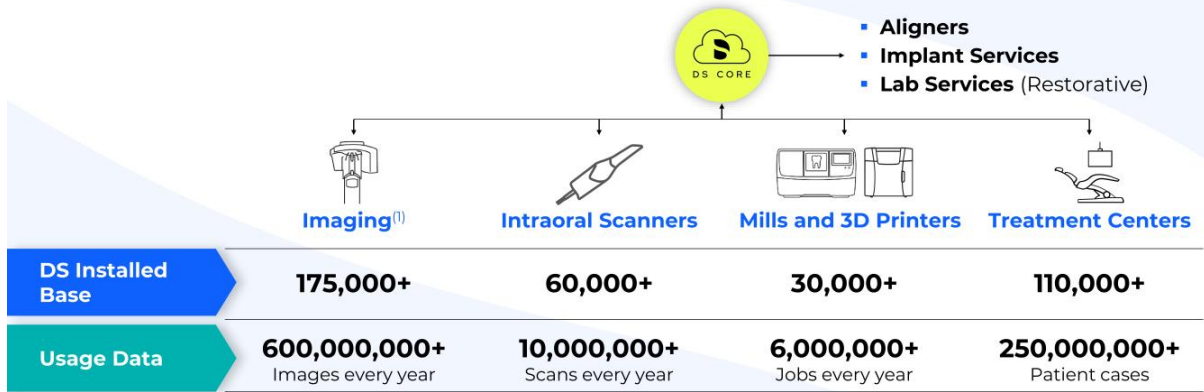 Aligners
Implant Services
DS CORE
Lab Services (Restorative)
Imaging(1)
Intraoral Scanners
Mills and 3D Printers
Treatment Centers
DS Installed
Base
175,000+
60,000+
30,000+
110,000+
Usage Data
600,000,000+
Images every year
10,000,000+
Scans every year
6,000,000+
Jobs every year
250,000,000+
Patient cases